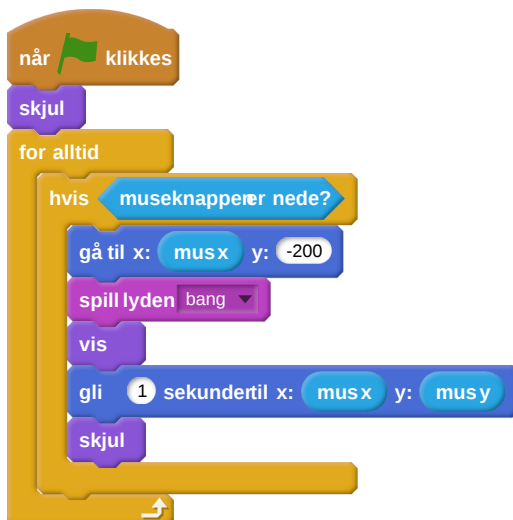 når klikkes
skjul
for alltid
hvis museknappen er nede?
gå til x: mus x y: -200
spill lyden bang
vis
gli 1 sekunder til x: mus x y: mus y
skjul